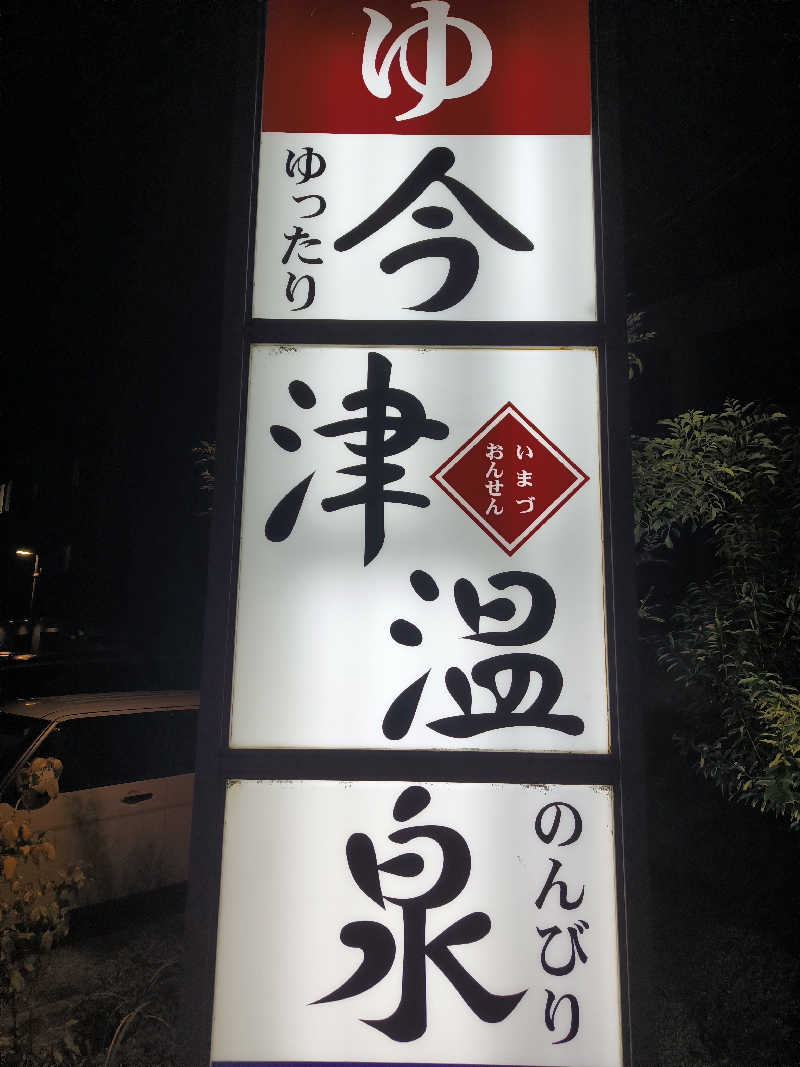 ゆ
ゆったり
今津温泉
いまづ
おんせん
のんびり